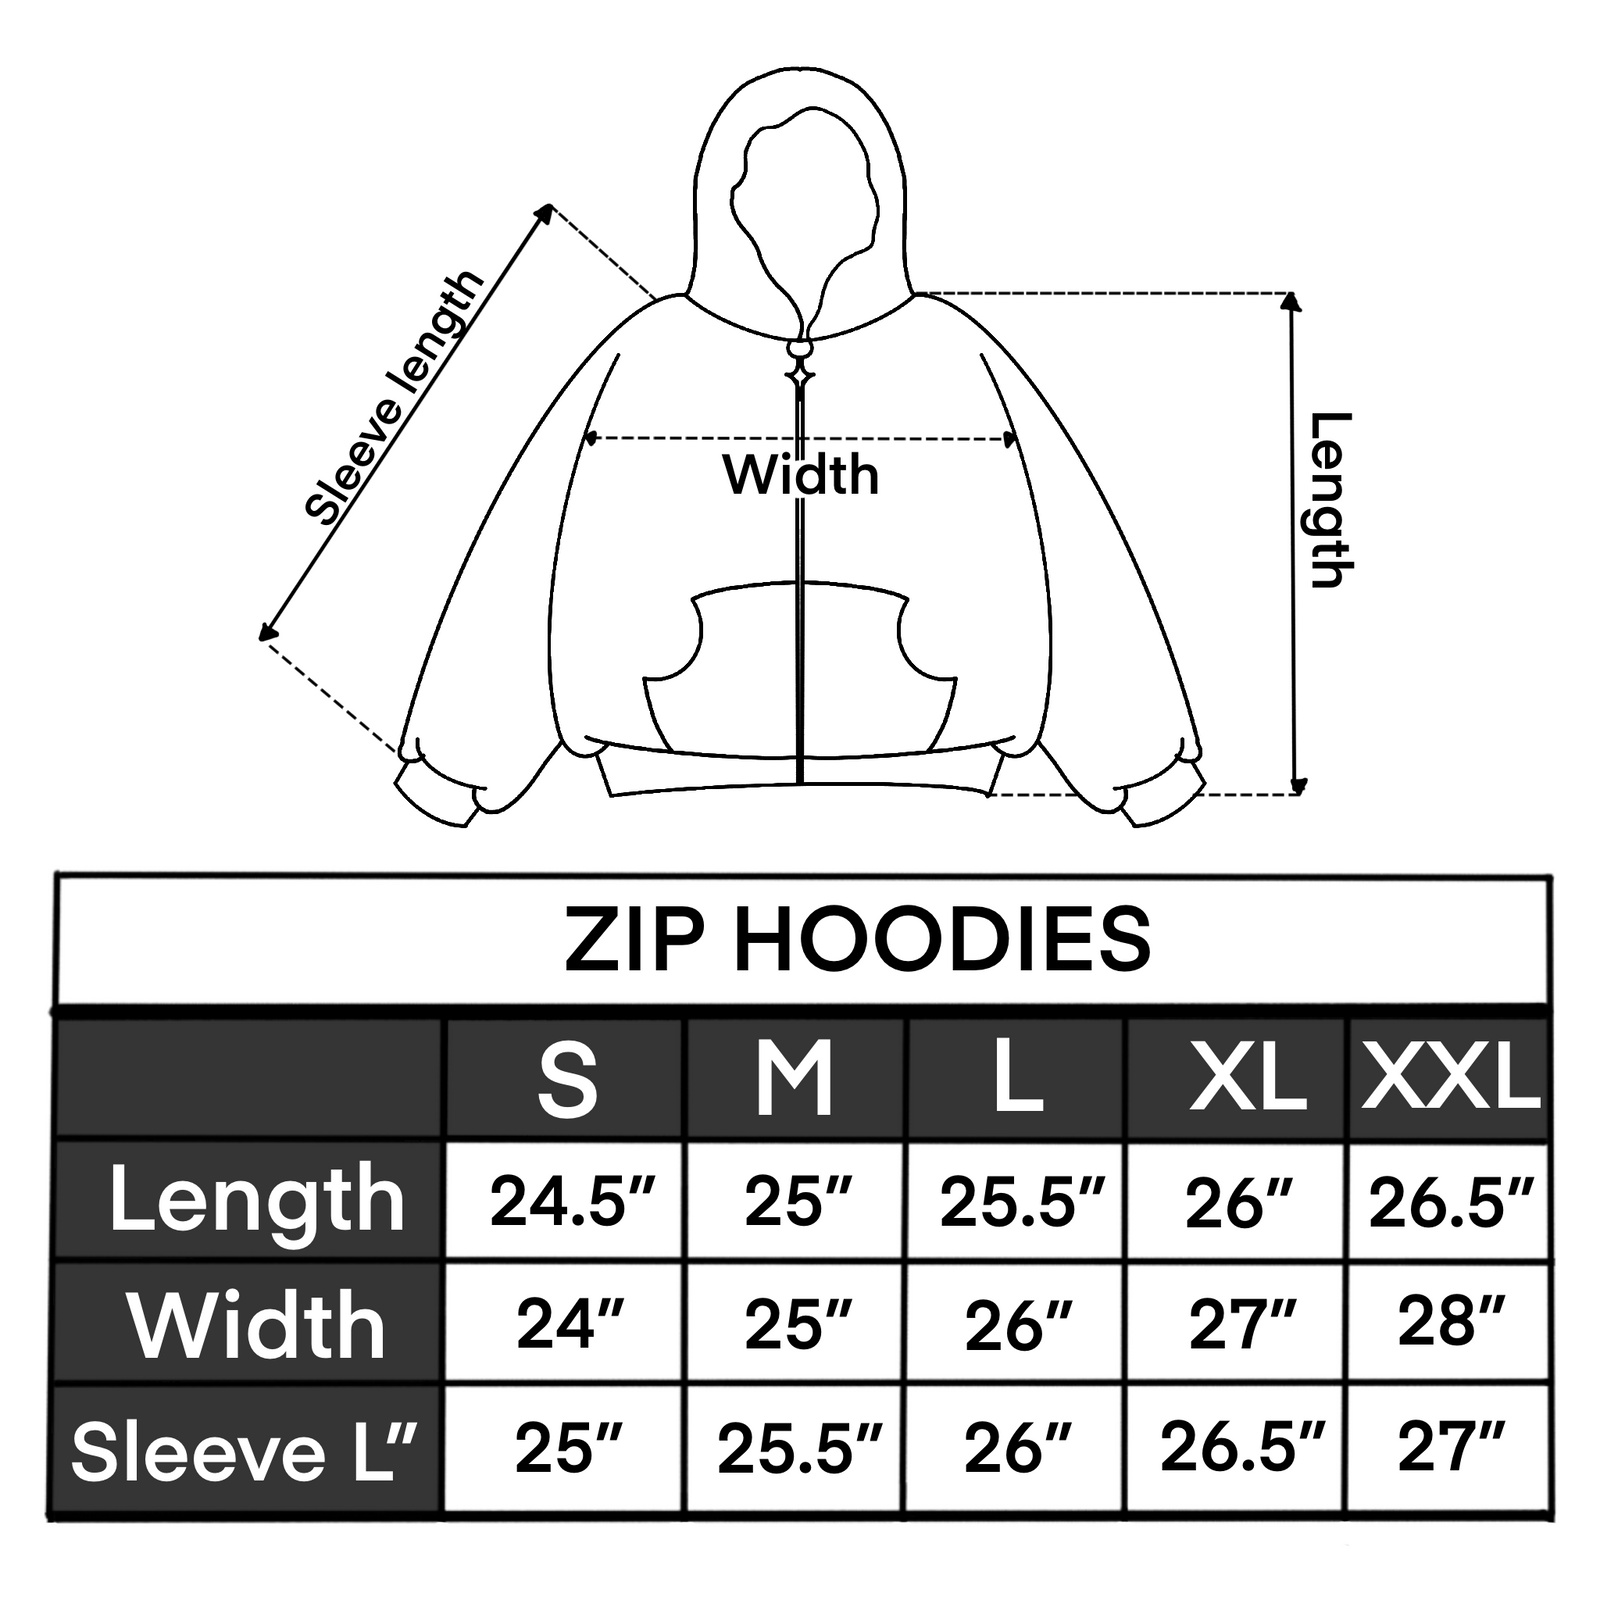 Sleeve length
Width
Length
ZIP HOODIES
S M L XL XXL
Length 24.5” 25” 25.5” 26” 26.5”
Width 24” 25” 26” 27” 28”
Sleeve L” 25” 25.5” 26” 26.5” 27”